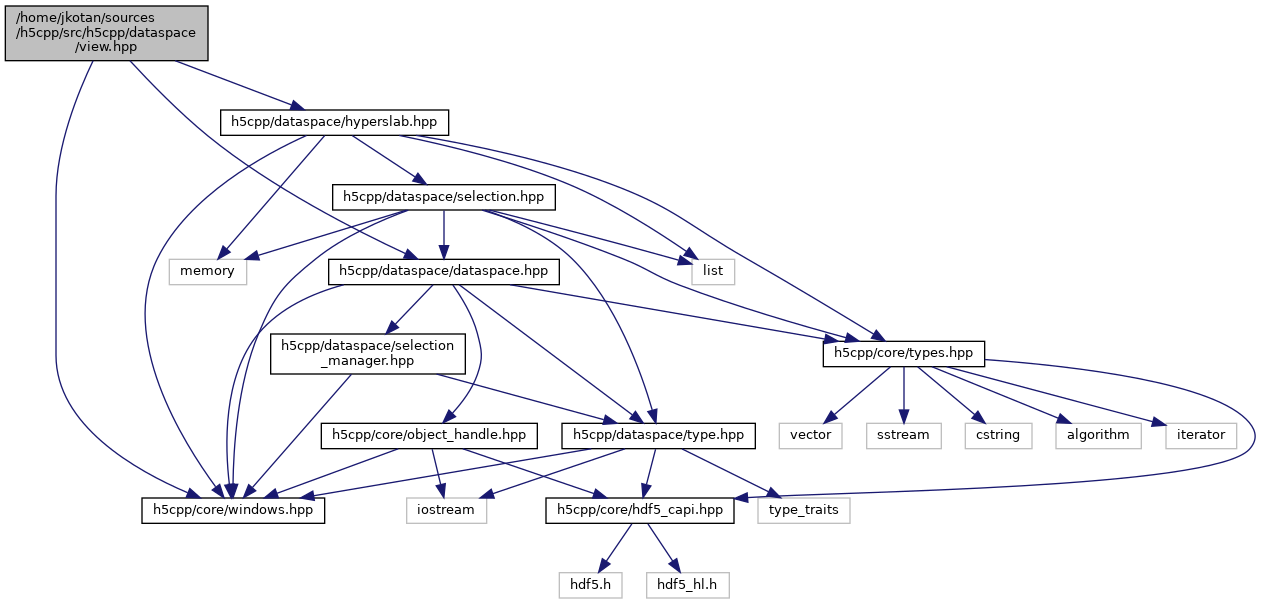 /home/jkotan/sources
/h5cpp/src/h5cpp/dataspace
/view.hpp
h5cpp/dataspace/hyperslab.hpp
h5cpp/dataspace/selection.hpp
memory
h5cpp/dataspace/dataspace.hpp
list
h5cpp/dataspace/selection
_manager.hpp
h5cpp/core/types.hpp
h5cpp/core/object_handle.hpp
h5cpp/dataspace/type.hpp
vector
sstream
cstring
algorithm
iterator
h5cpp/core/windows.hpp
iostream
h5cpp/core/hdf5_capi.hpp
type_traits
hdf5.h
hdf5_hl.h